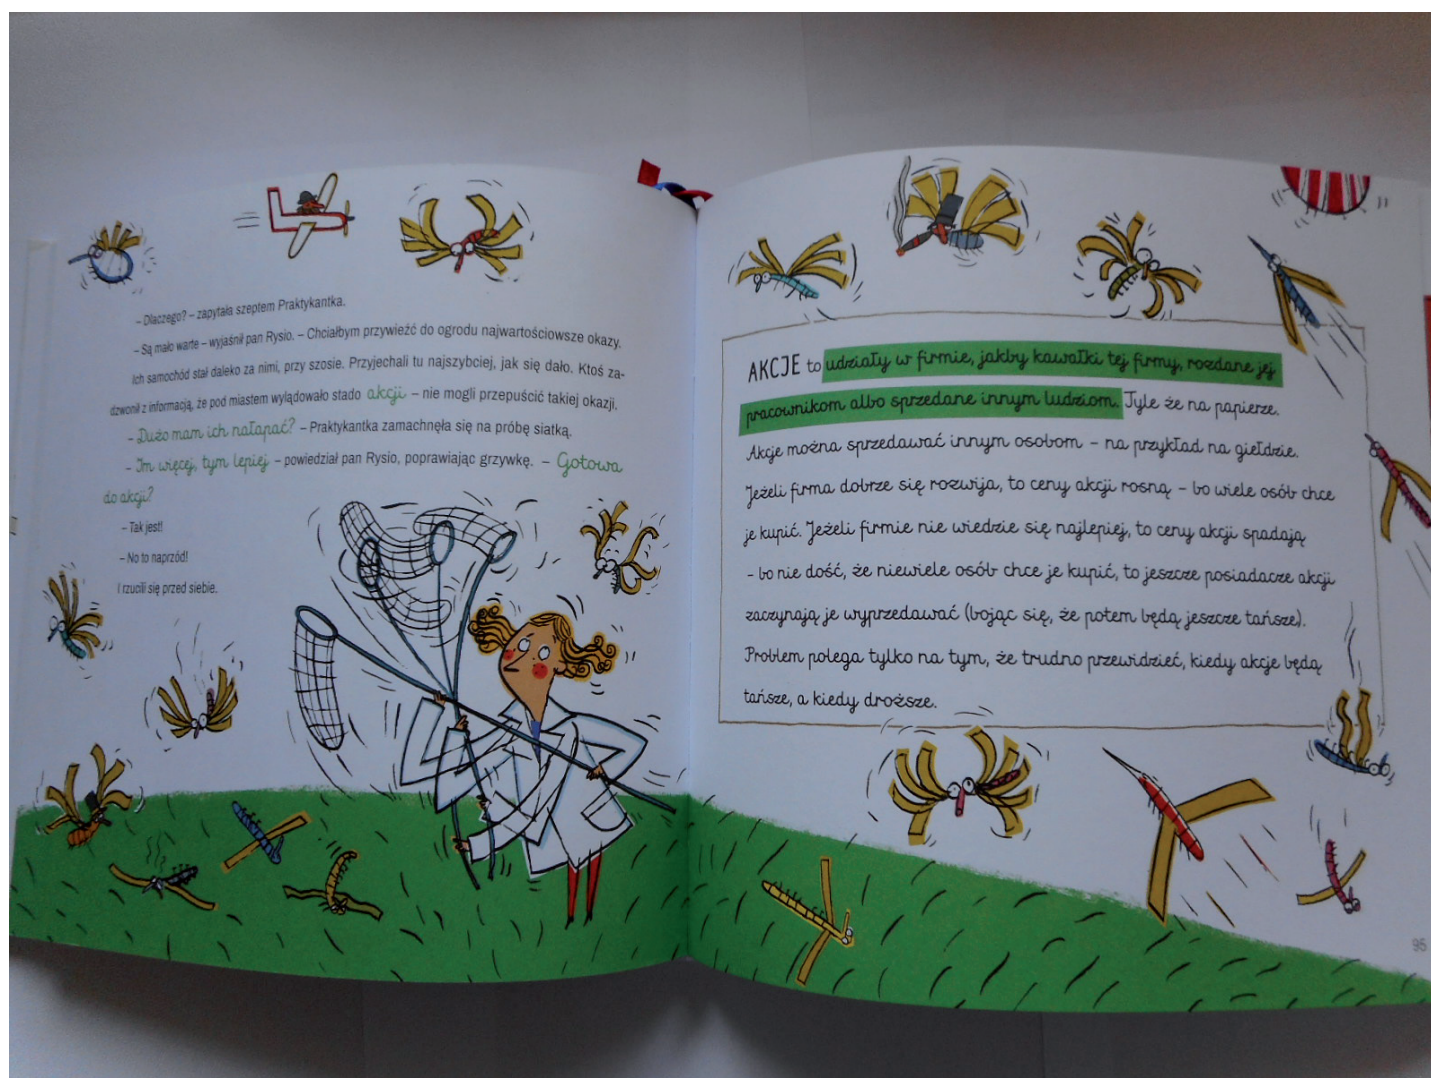 – Dlaczego? – zapytała szeptem Praktykantka.
– Są mało warte – wyjaśnił pan Rysio. – Chciałbym przywieźć do ogrodu najwartościowsze okazy.
Ich samochód stał daleko za nimi, przy szosie. Przyjechali tu najszybciej, jak się dało. Ktoś za-
dzwonił z informacją, że pod miastem wylądowało stado akcji – nie mogli przepuścić takiej okazji.
– Dużo mam ich nałapać? – Praktykantka zamachnęła się na próbę siatką.
– Im więcej, tym lepiej – powiedział pan Rysio, poprawiając grzywkę. – Gotowa
do akcji?
– Tak jest!
– No to naprzód!
I rzucili się przed siebie.
AKCJE to udziały w firmie, jakby kawałki tej firmy, rozdane jej
pracownikom albo sprzedane innym ludziom. Tyle że na papierze.
Akcje można sprzedawać innym osobom – na przykład na giełdzie.
Jeżeli firma dobrze się rozwija, to ceny akcji rosną – bo wiele osób chce
je kupić. Jeżeli firmie nie wiedzie się najlepiej, to ceny akcji spadają
– bo nie dość, że niewiele osób chce je kupić, to jeszcze posiadacze akcji
zaczynają je wyprzedawać (bojąc się, że potem będą jeszcze tańsze).
Problem polega tylko na tym, że trudno przewidzieć, kiedy akcje będą
tańsze, a kiedy droższe.
95